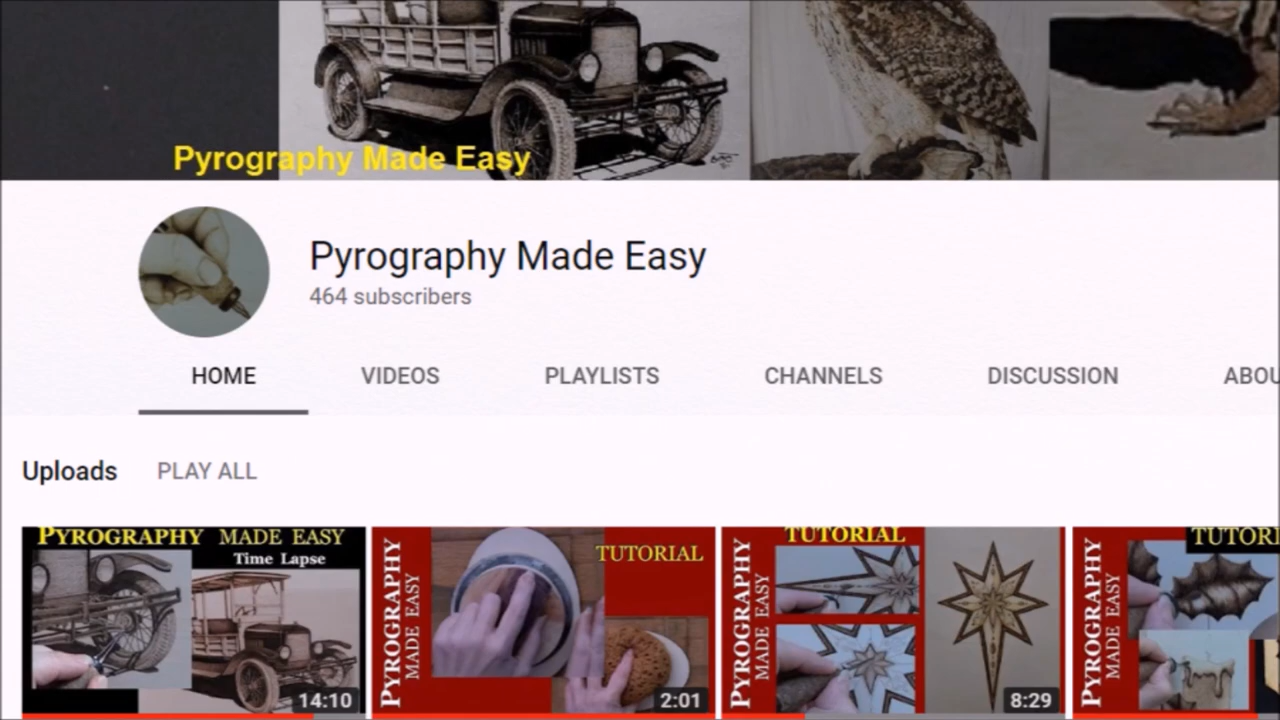 Pyrography Made Easy
Pyrography Made Easy
464 subscribers
HOME VIDEOS PLAYLISTS CHANNELS DISCUSSION ABOU
Uploads PLAY ALL
PYROGRAPHY MADE EASY
Time Lapse
14:10
PYROGRAPHY
MADE EASY
TUTORIAL
2:01
PYROGRAPHY
MADE EASY
TUTORIAL
8:29
PYROGRAPHY
MADE EASY
TUTORI